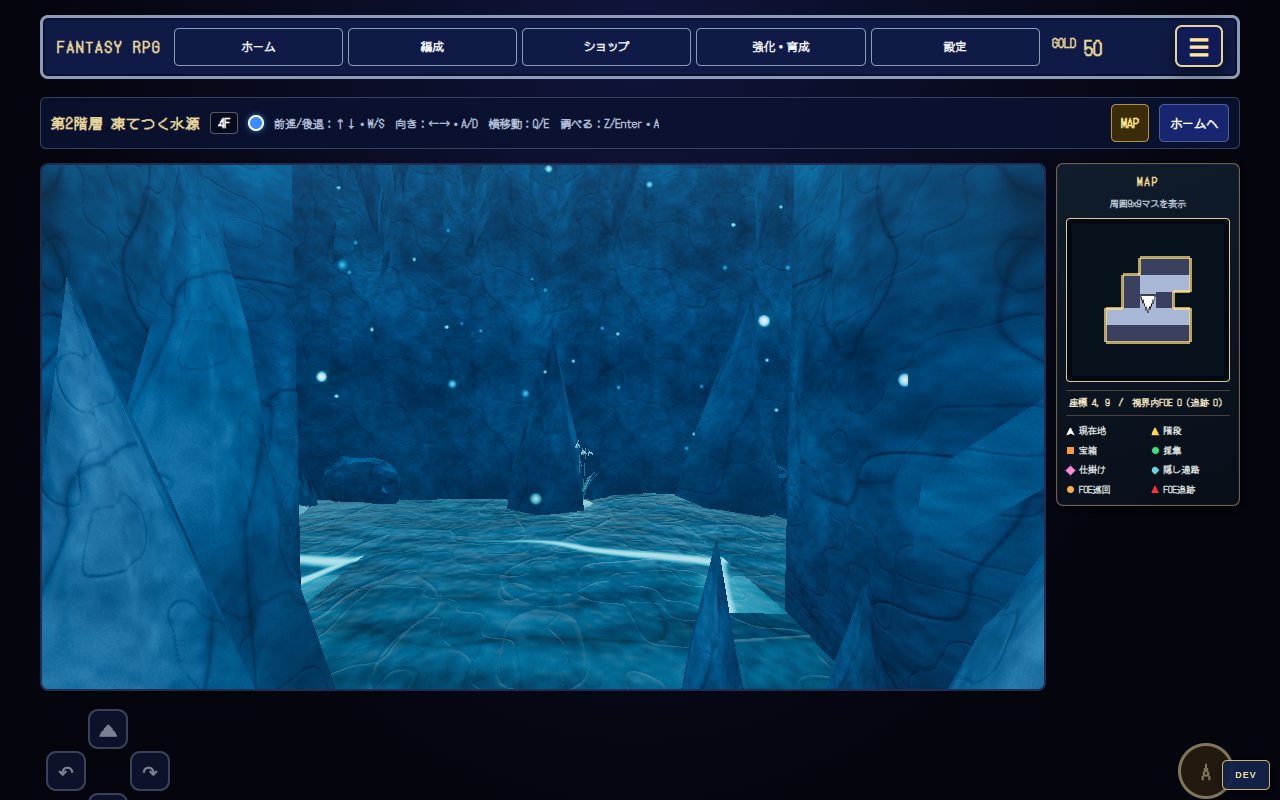 FANTASY RPG ホーム 編成 ショップ 強化・育成 設定 GOLD 50
第2階層 凍てつく水源 4F 前進/後退:↑↓・W/S 向き:←→・A/D 横移動:Q/E 調べる:Z/Enter・A MAP ホームへ
MAP
周囲9x9マスを表示
座標 4, 9 / 視界内FOE 0 (追跡 0)
現在地 階段
宝箱 採集
仕掛け 隠し通路
FOE巡回 FOE追跡
A DEV